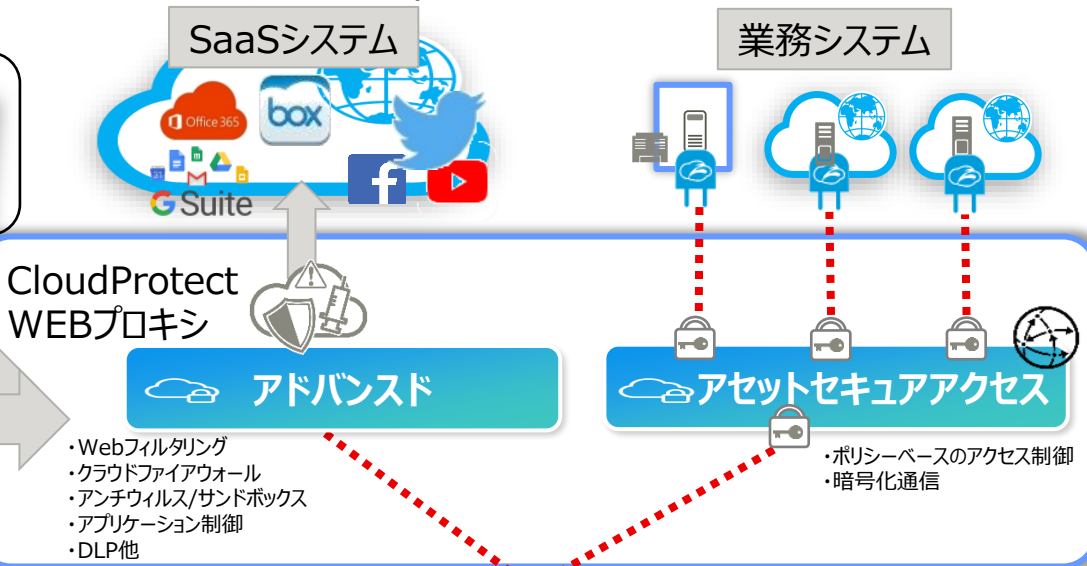 SaaSシステム
業務システム
Office 365
box
G Suite
CloudProtect
WEBプロキシ
アドバンスド
アセットセキュアアクセス
・Webフィルタリング
・クラウドファイアウォール
・アンチウィルス/サンドボックス
・アプリケーション制御
・DLP他
・ポリシーベースのアクセス制御
・暗号化通信